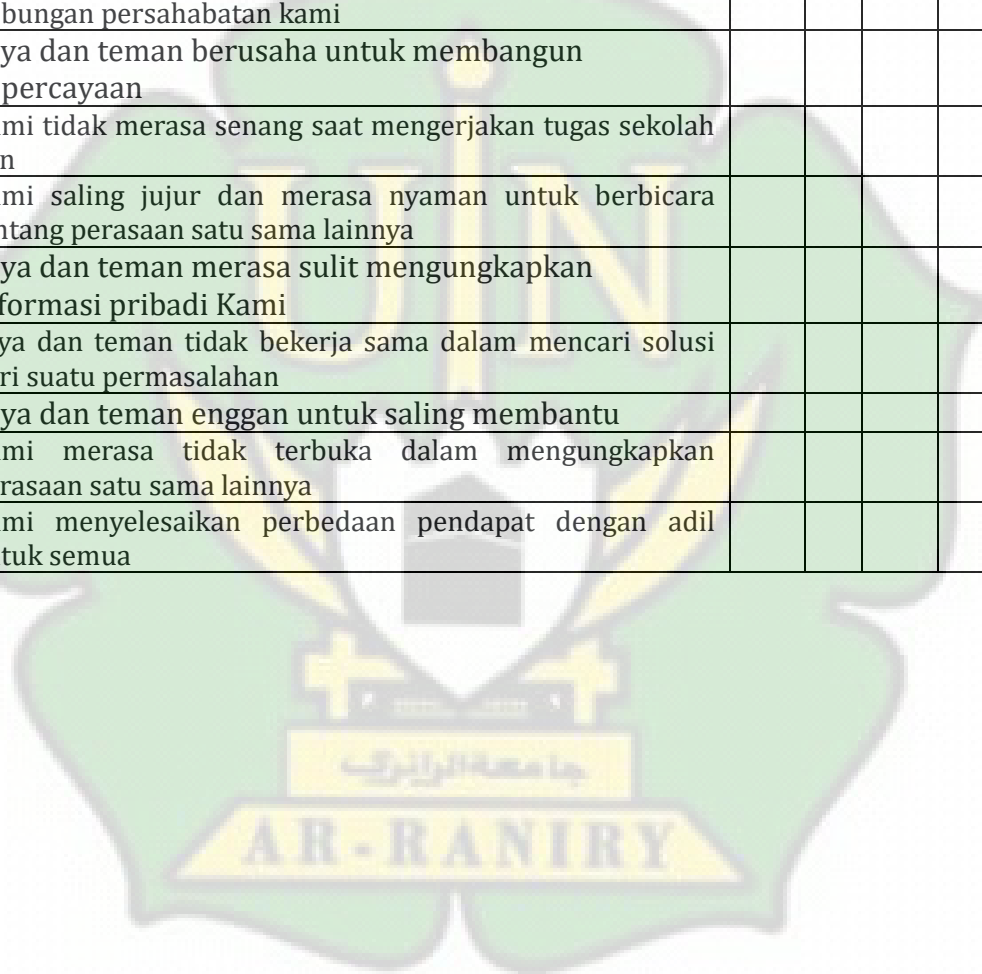 bungan persahabatan kami
ya dan teman berusaha untuk membangun
percayaan
mi tidak merasa senang saat mengerjakan tugas sekolah
n
mi saling jujur dan merasa nyaman untuk berbicara
ntang perasaan satu sama lainnya
ya dan teman merasa sulit mengungkapkan
formasi pribadi Kami
ya dan teman tidak bekerja sama dalam mencari solusi
ri suatu permasalahan
ya dan teman enggan untuk saling membantu
mi merasa tidak terbuka dalam mengungkapkan
rasaan satu sama lainnya
mi menyelesaikan perbedaan pendapat dengan adil
tuk semua
UIN
جامعة الرانري
AR-RANIRY